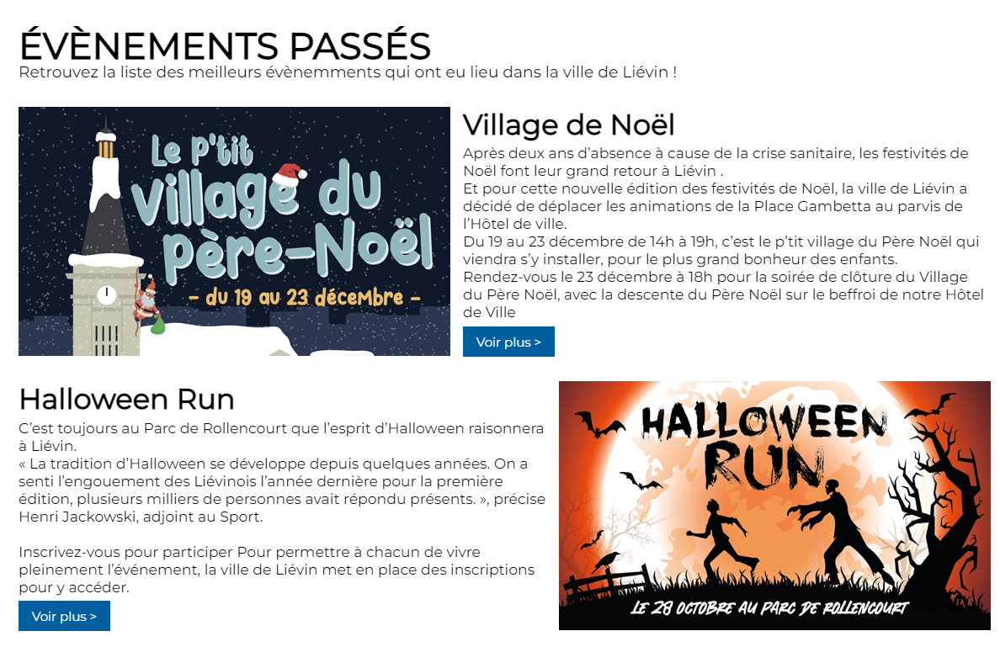 ÉVÈNEMENTS PASSÉS
Retrouvez la liste des meilleurs évènemments qui ont eu lieu dans la ville de Liévin !
Le p'tit
village du
père-Noël
- du 19 au 23 décembre -
Village de Noël
Après deux ans d’absence à cause de la crise sanitaire, les festivités de
Noël font leur grand retour à Liévin .
Et pour cette nouvelle édition des festivités de Noël, la ville de Liévin a
décidé de déplacer les animations de la Place Gambetta au parvis de
l’Hôtel de ville.
Du 19 au 23 décembre de 14h à 19h, c’est le p’tit village du Père Noël qui
viendra s’y installer, pour le plus grand bonheur des enfants.
Rendez-vous le 23 décembre à 18h pour la soirée de clôture du Village
du Père Noël, avec la descente du Père Noël sur le beffroi de notre Hôtel
de Ville
Voir plus >
Halloween Run
C’est toujours au Parc de Rollencourt que l’esprit d’Halloween raisonnera
à Liévin.
« La tradition d’Halloween se développe depuis quelques années. On a
senti l’engouement des Liévinois l’année dernière pour la première
édition, plusieurs milliers de personnes avait répondu présents. », précise
Henri Jackowski, adjoint au Sport.
Inscrivez-vous pour participer Pour permettre à chacun de vivre
pleinement l’événement, la ville de Liévin met en place des inscriptions
pour y accéder.
Voir plus >
HALLOWEEN
RUN
LE 28 OCTOBRE AU PARC DE ROLLENCOURT